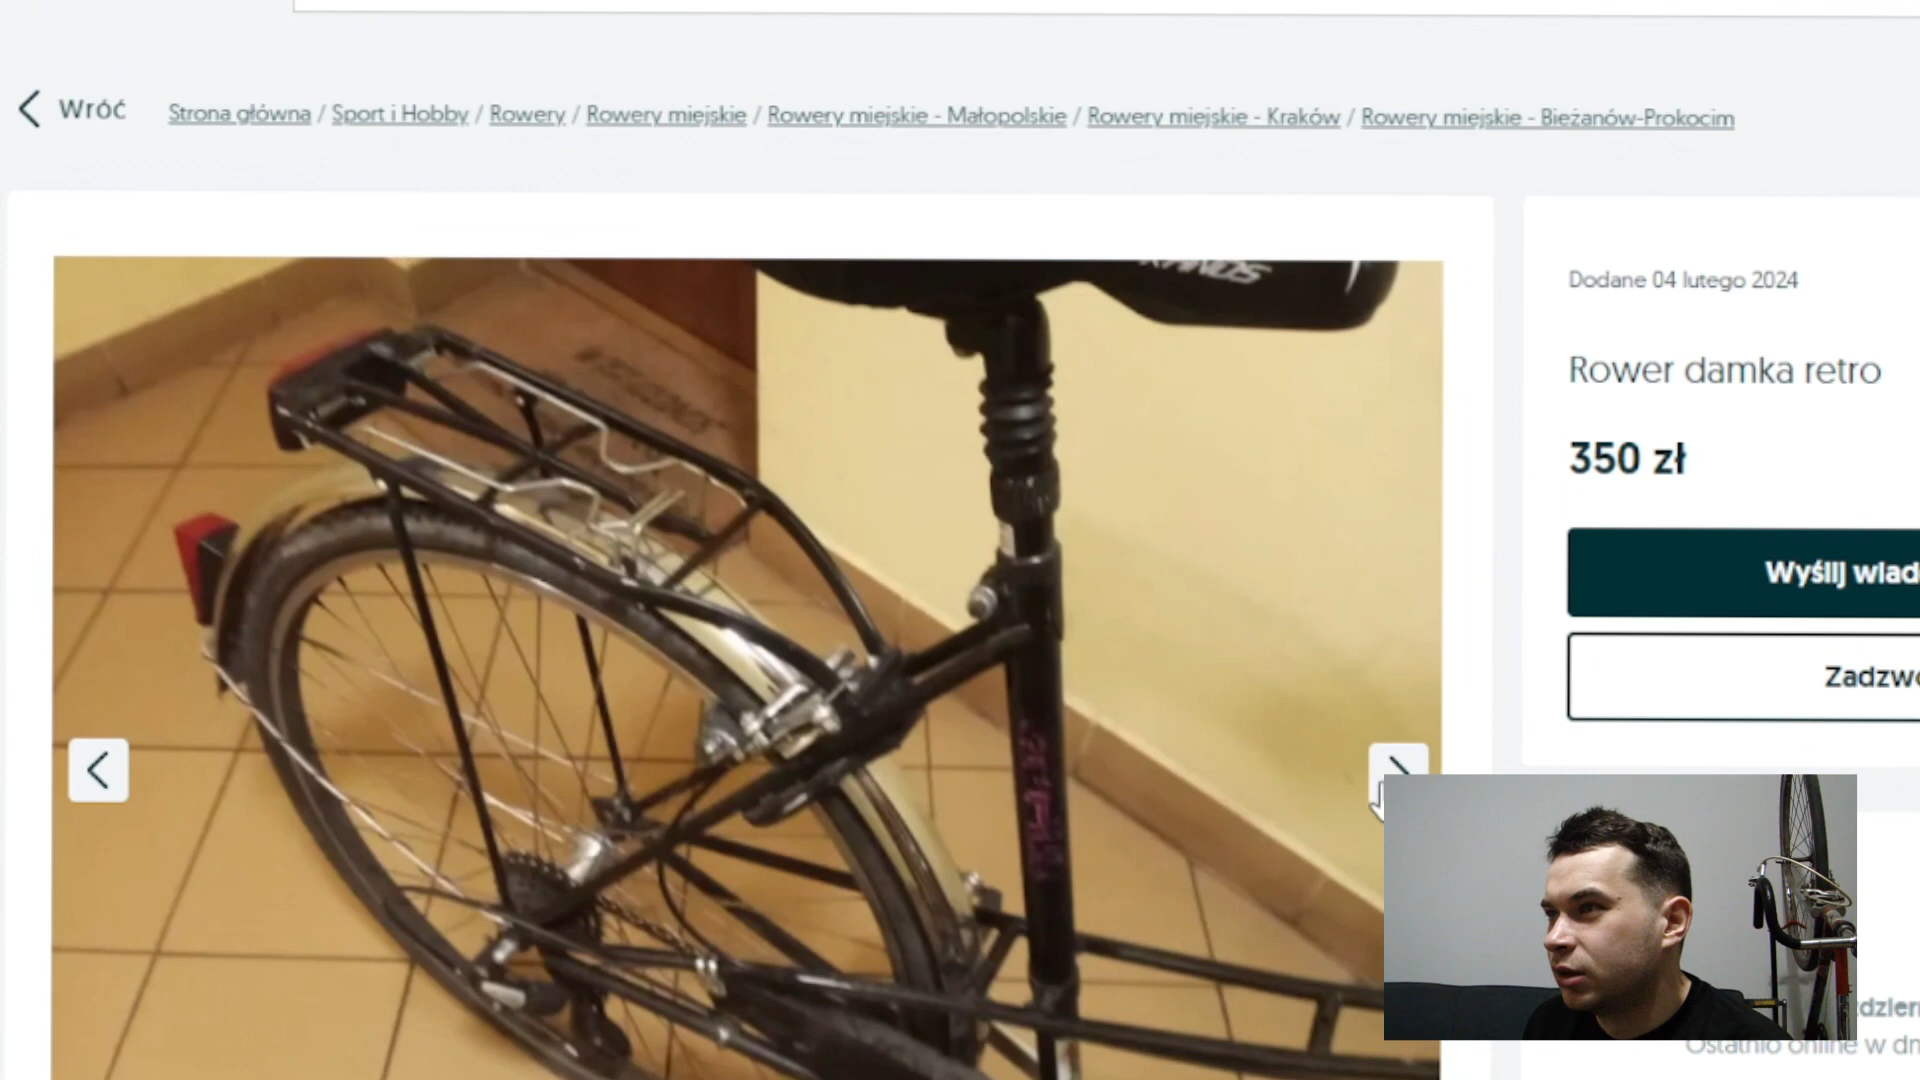 Wróć
Strona główna / Sport i Hobby / Rowery / Rowery miejskie / Rowery miejskie - Małopolskie / Rowery miejskie - Kraków / Rowery miejskie - Bieżanów-Prokocim
Dodane 04 lutego 2024
Rower damka retro
350 zł
Wyślij wiad
Zadzwo
Ostatnio online w dn